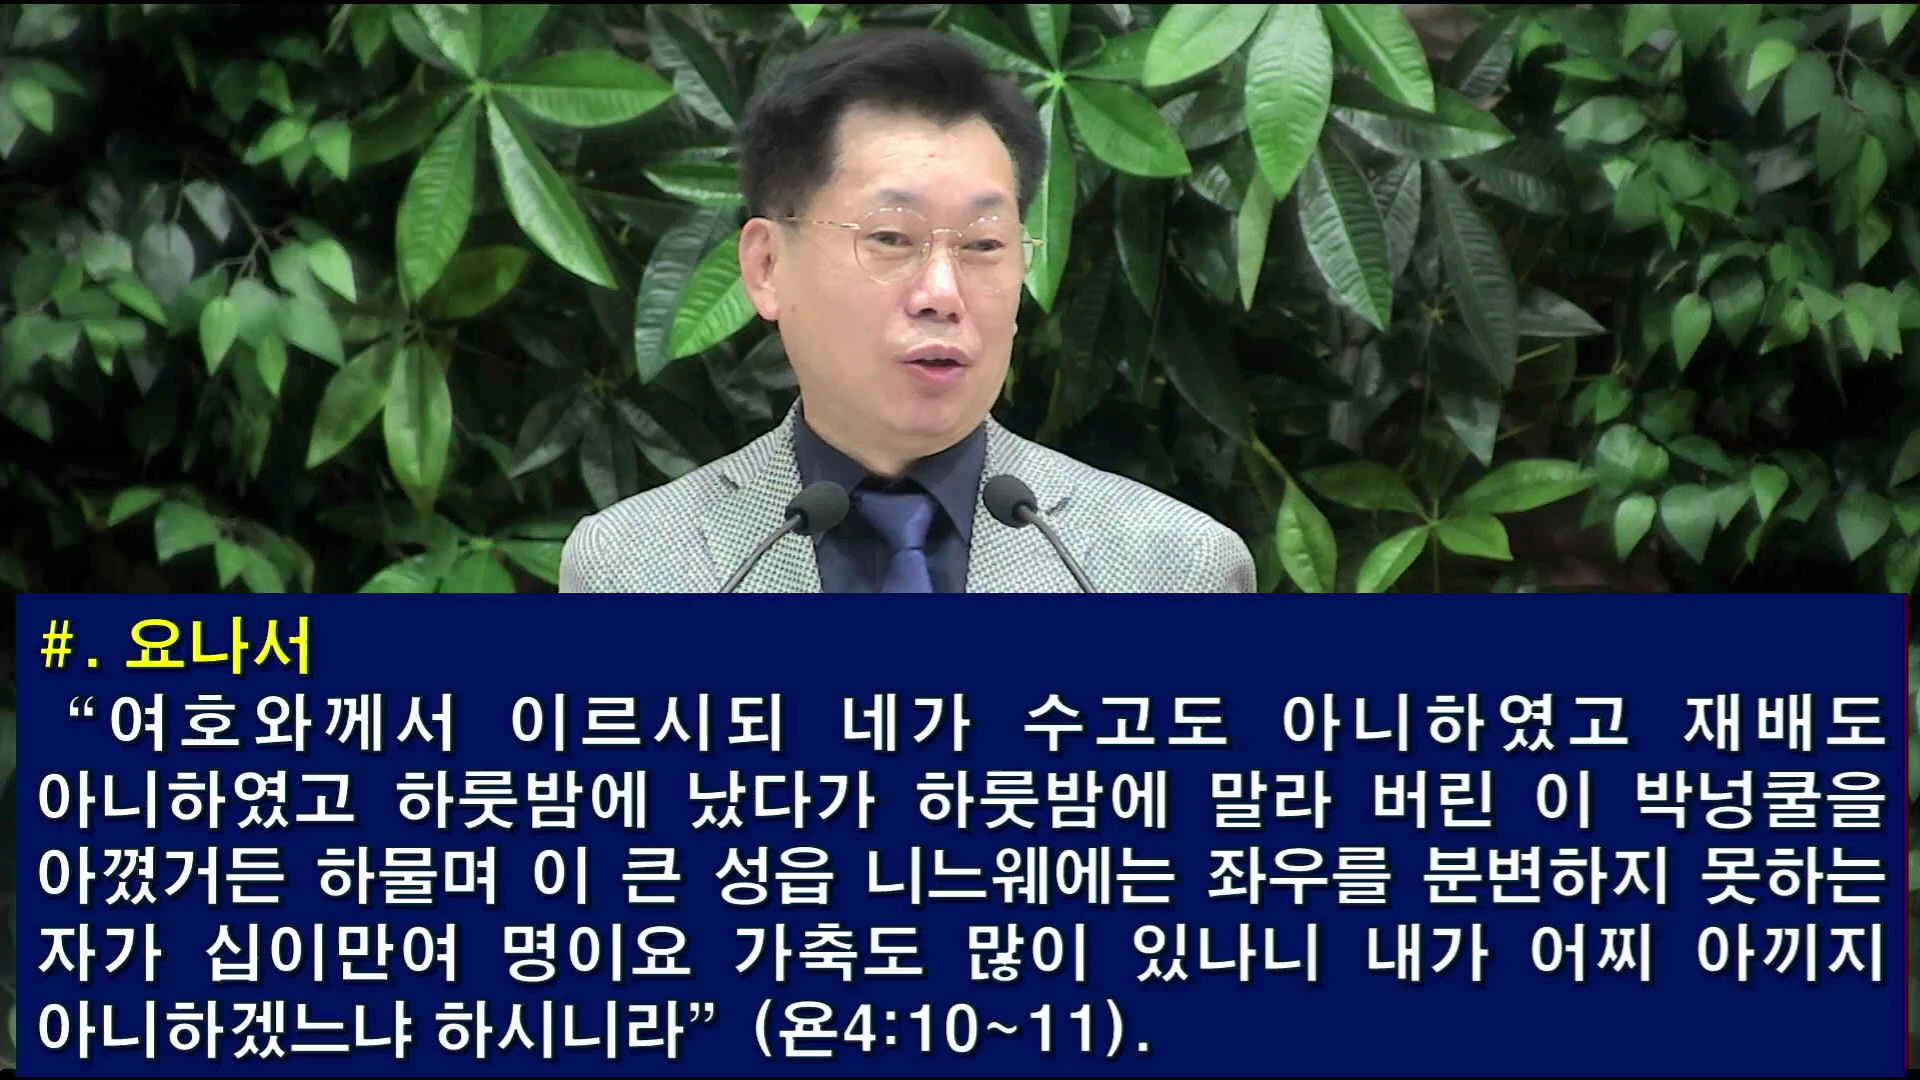 #. 요나서
“여호와께서 이르시되 네가 수고도 아니하였고 재배도
아니하였고 하룻밤에 났다가 하룻밤에 말라 버린 이 박넝쿨을
아꼈거든 하물며 이 큰 성읍 니느웨에는 좌우를 분변하지 못하는
자가 십이만여 명이요 가축도 많이 있나니 내가 어찌 아끼지
아니하겠느냐 하시니라” (욘4:10~11).